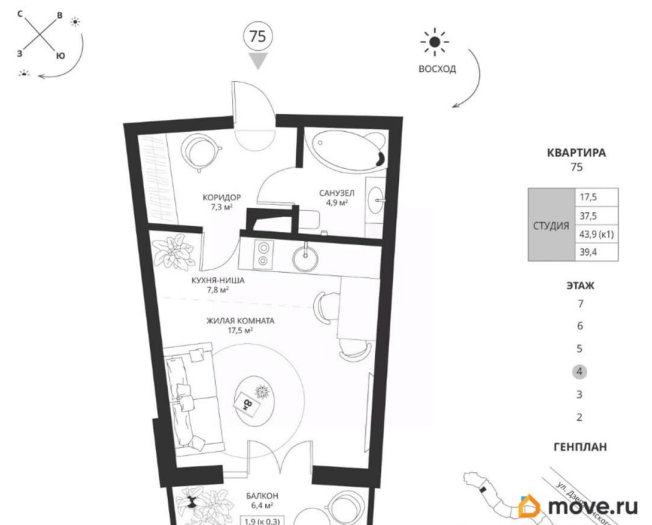 С
В
З
Ю
75
ВОСХОД
КОРИДОР
7,3 м²
САНУЗЕЛ
4,9 м²
КУХНЯ-НИША
7,8 м²
ЖИЛАЯ КОМНАТА
17,5 м²
БАЛКОН
6,4 м²
1,9 (к 0,3)
КВАРТИРА
75
СТУДИЯ
17,5
37,5
43,9 (к1)
39,4
ЭТАЖ
7
6
5
4
3
2
ГЕНПЛАН
move.ru